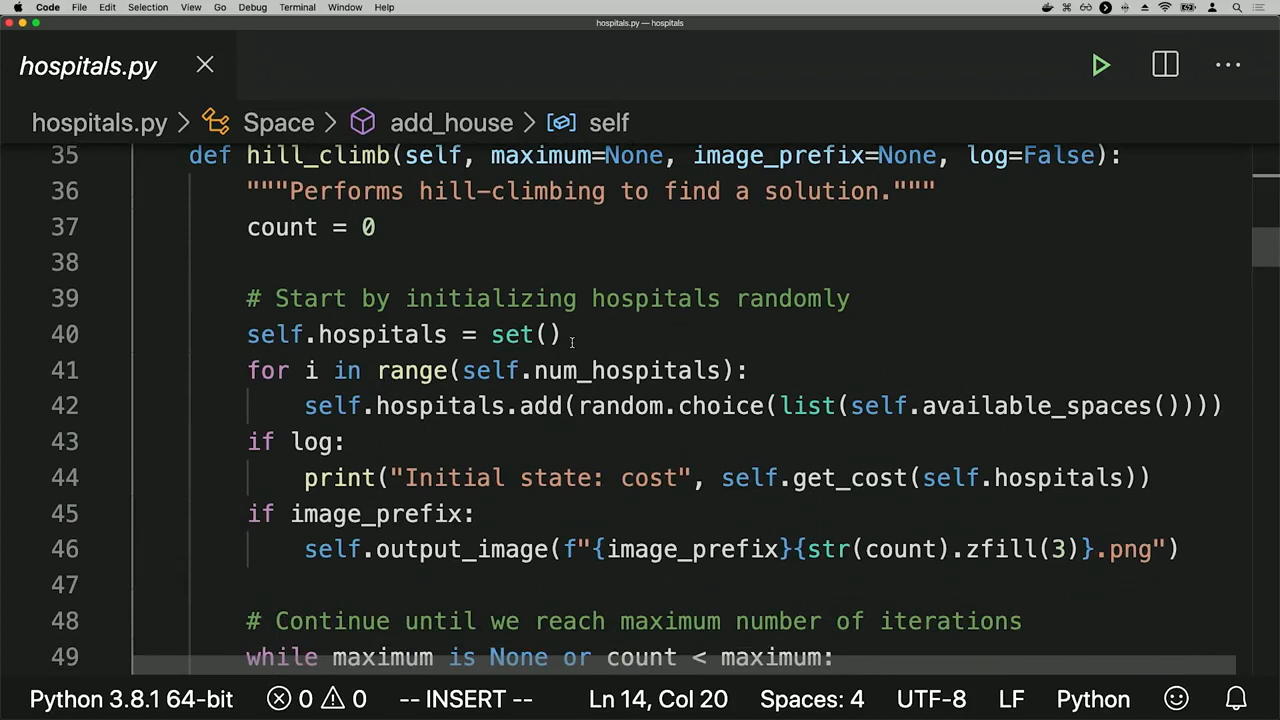 Code File Edit Selection View Go Debug Terminal Window Help
hospitals.py — hospitals
hospitals.py
hospitals.py > Space > add_house > self
35 def hill_climb(self, maximum=None, image_prefix=None, log=False):
36 """Performs hill-climbing to find a solution."""
37 count = 0
38
39 # Start by initializing hospitals randomly
40 self.hospitals = set()
41 for i in range(self.num_hospitals):
42 self.hospitals.add(random.choice(list(self.available_spaces())))
43 if log:
44 print("Initial state: cost", self.get_cost(self.hospitals))
45 if image_prefix:
46 self.output_image(f"{image_prefix}{str(count).zfill(3)}.png")
47
48 # Continue until we reach maximum number of iterations
49 while maximum is None or count < maximum:
Python 3.8.1 64-bit 0 0 -- INSERT -- Ln 14, Col 20 Spaces: 4 UTF-8 LF Python